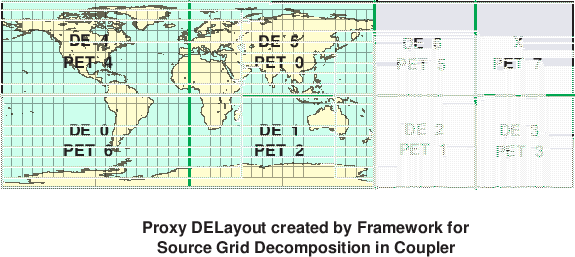 DE 4
PET 4
DE 5
PET 0
DE 6
PET 5
X
PET 7
DE 0
PET 6
DE 1
PET 2
DE 2
PET 1
DE 3
PET 3
Proxy DELayout created by Framework for
Source Grid Decomposition in Coupler